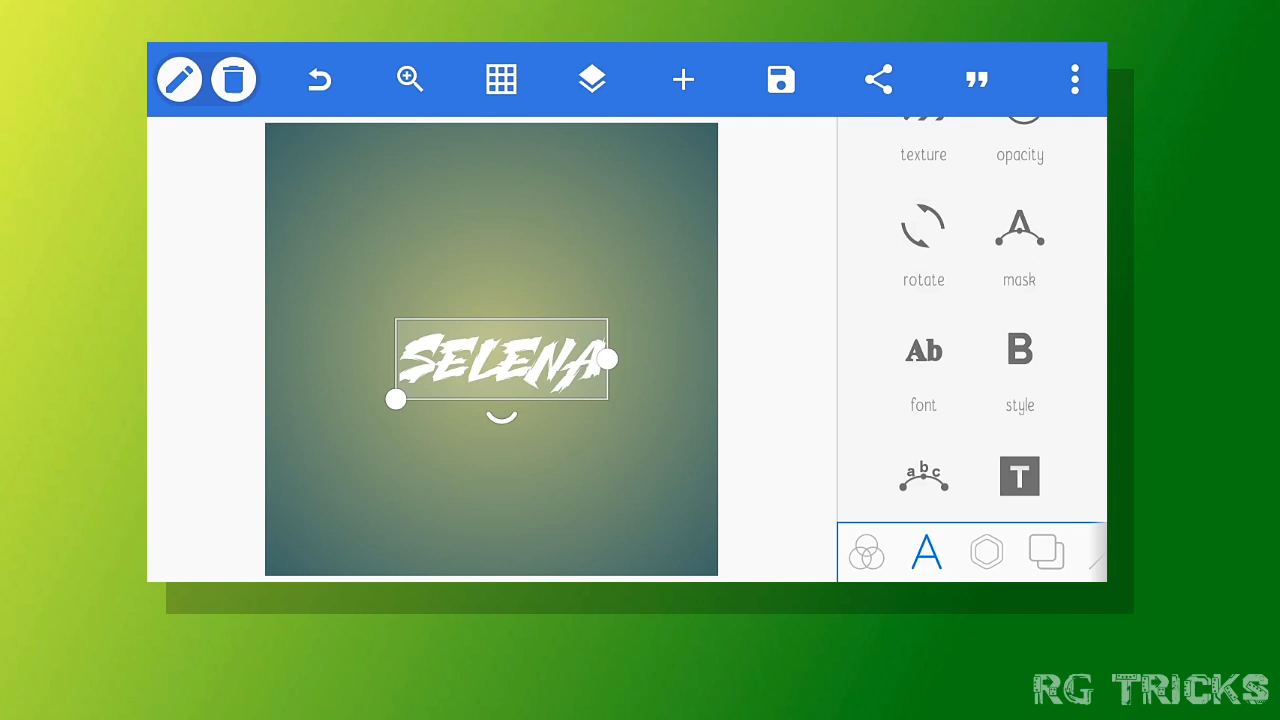 texture opacity
rotate mask
SELENA
Ab B
font style
abc T
A
RG TRICKS